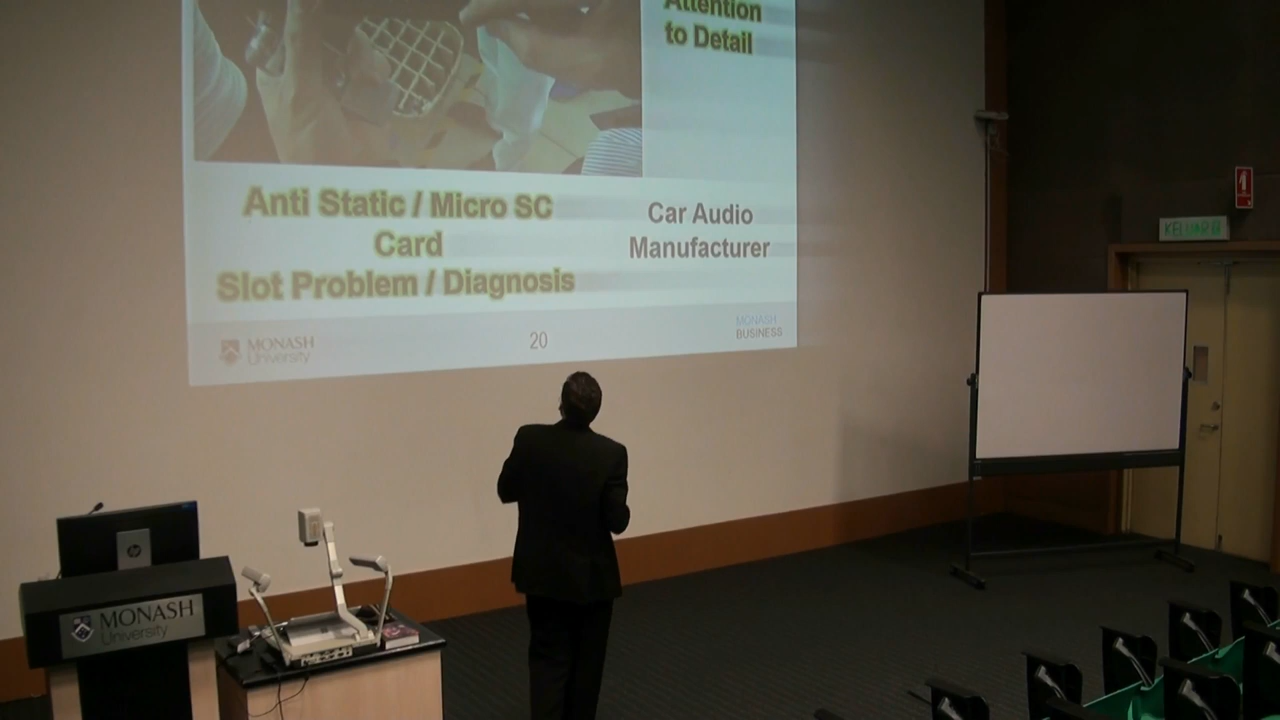 Attention
to Detail
Anti Static / Micro SC
Card
Slot Problem / Diagnosis
Car Audio
Manufacturer
MONASH
University
20
MONASH
BUSINESS
KELUAR
MONASH
University
hp